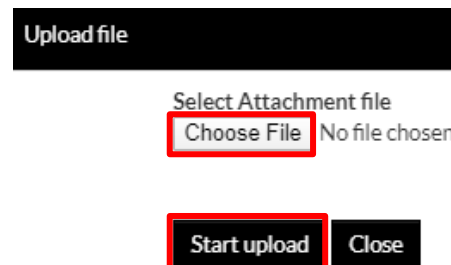 Upload file
Select Attachment file
Choose File No file chosen
Start upload Close